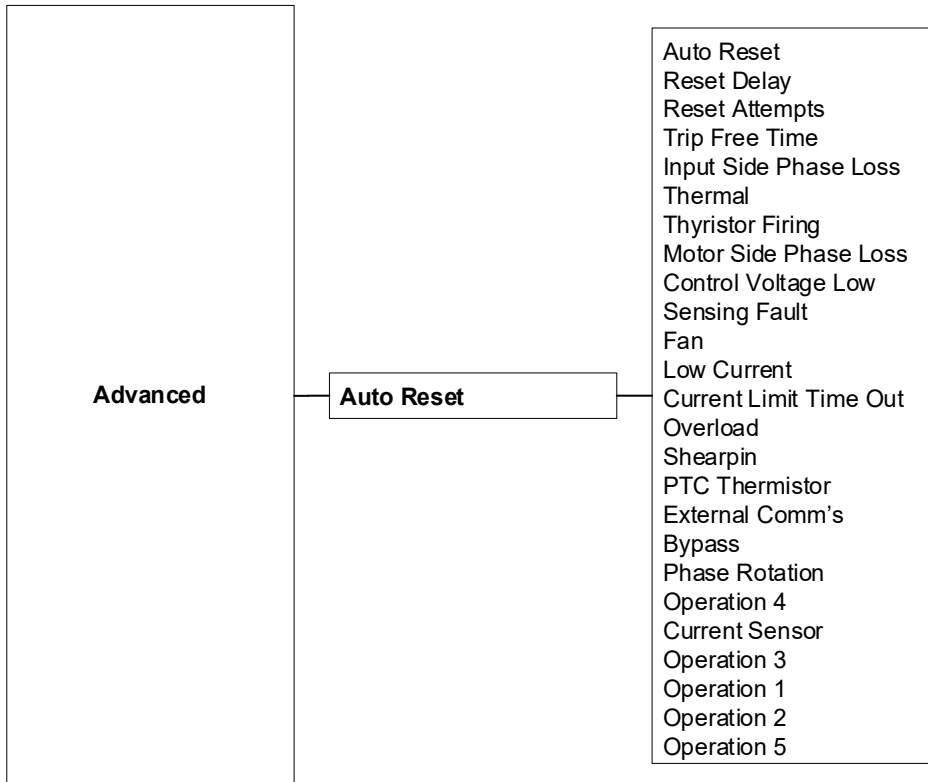 Advanced
Auto Reset
Auto Reset
Reset Delay
Reset Attempts
Trip Free Time
Input Side Phase Loss
Thermal
Thyristor Firing
Motor Side Phase Loss
Control Voltage Low
Sensing Fault
Fan
Low Current
Current Limit Time Out
Overload
Shearpin
PTC Thermistor
External Comm’s
Bypass
Phase Rotation
Operation 4
Current Sensor
Operation 3
Operation 1
Operation 2
Operation 5